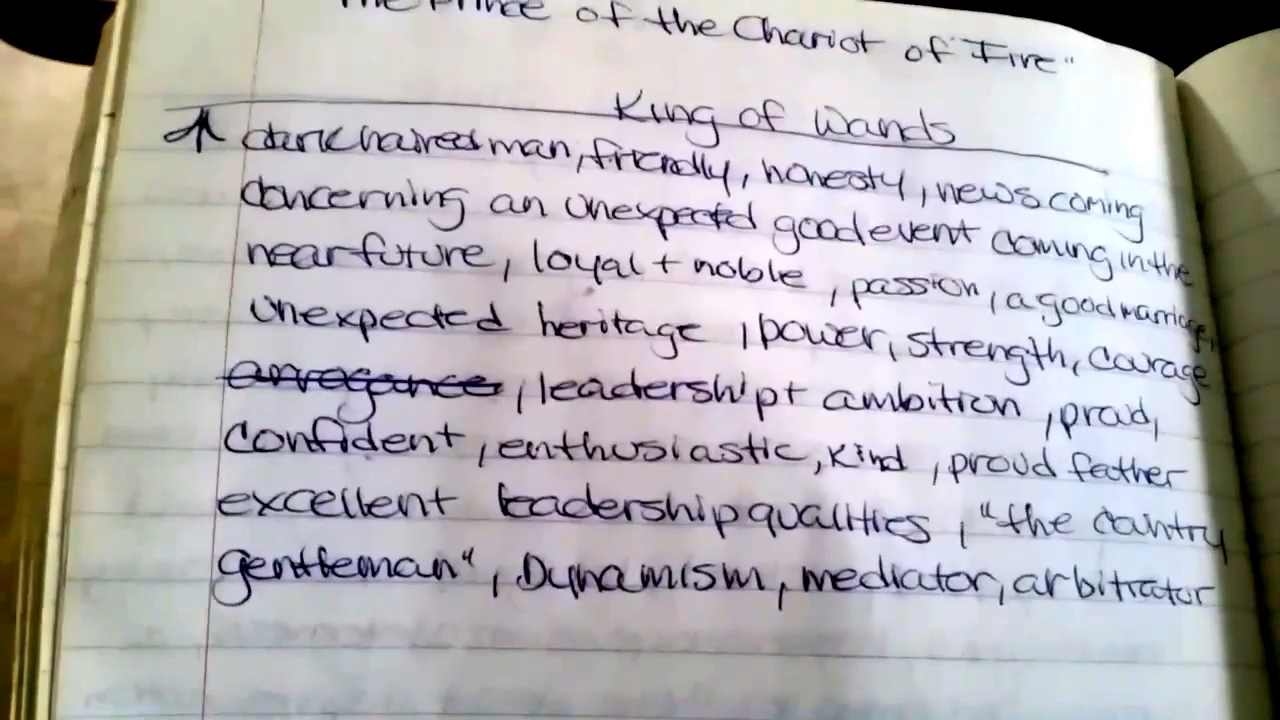 The Prince of the Chariot of Fire"
King of Wands
dark haired man, friendly, honesty, news coming
concerning an unexpected good event coming in the
near future, loyal + noble, passion, a good marriage,
unexpected heritage, power, strength, courage
arrogance, leadership + ambition, proud,
confident, enthusiastic, kind, proud father
excellent leadership qualities, "the country
gentleman", Dynamism, mediator, arbitrator